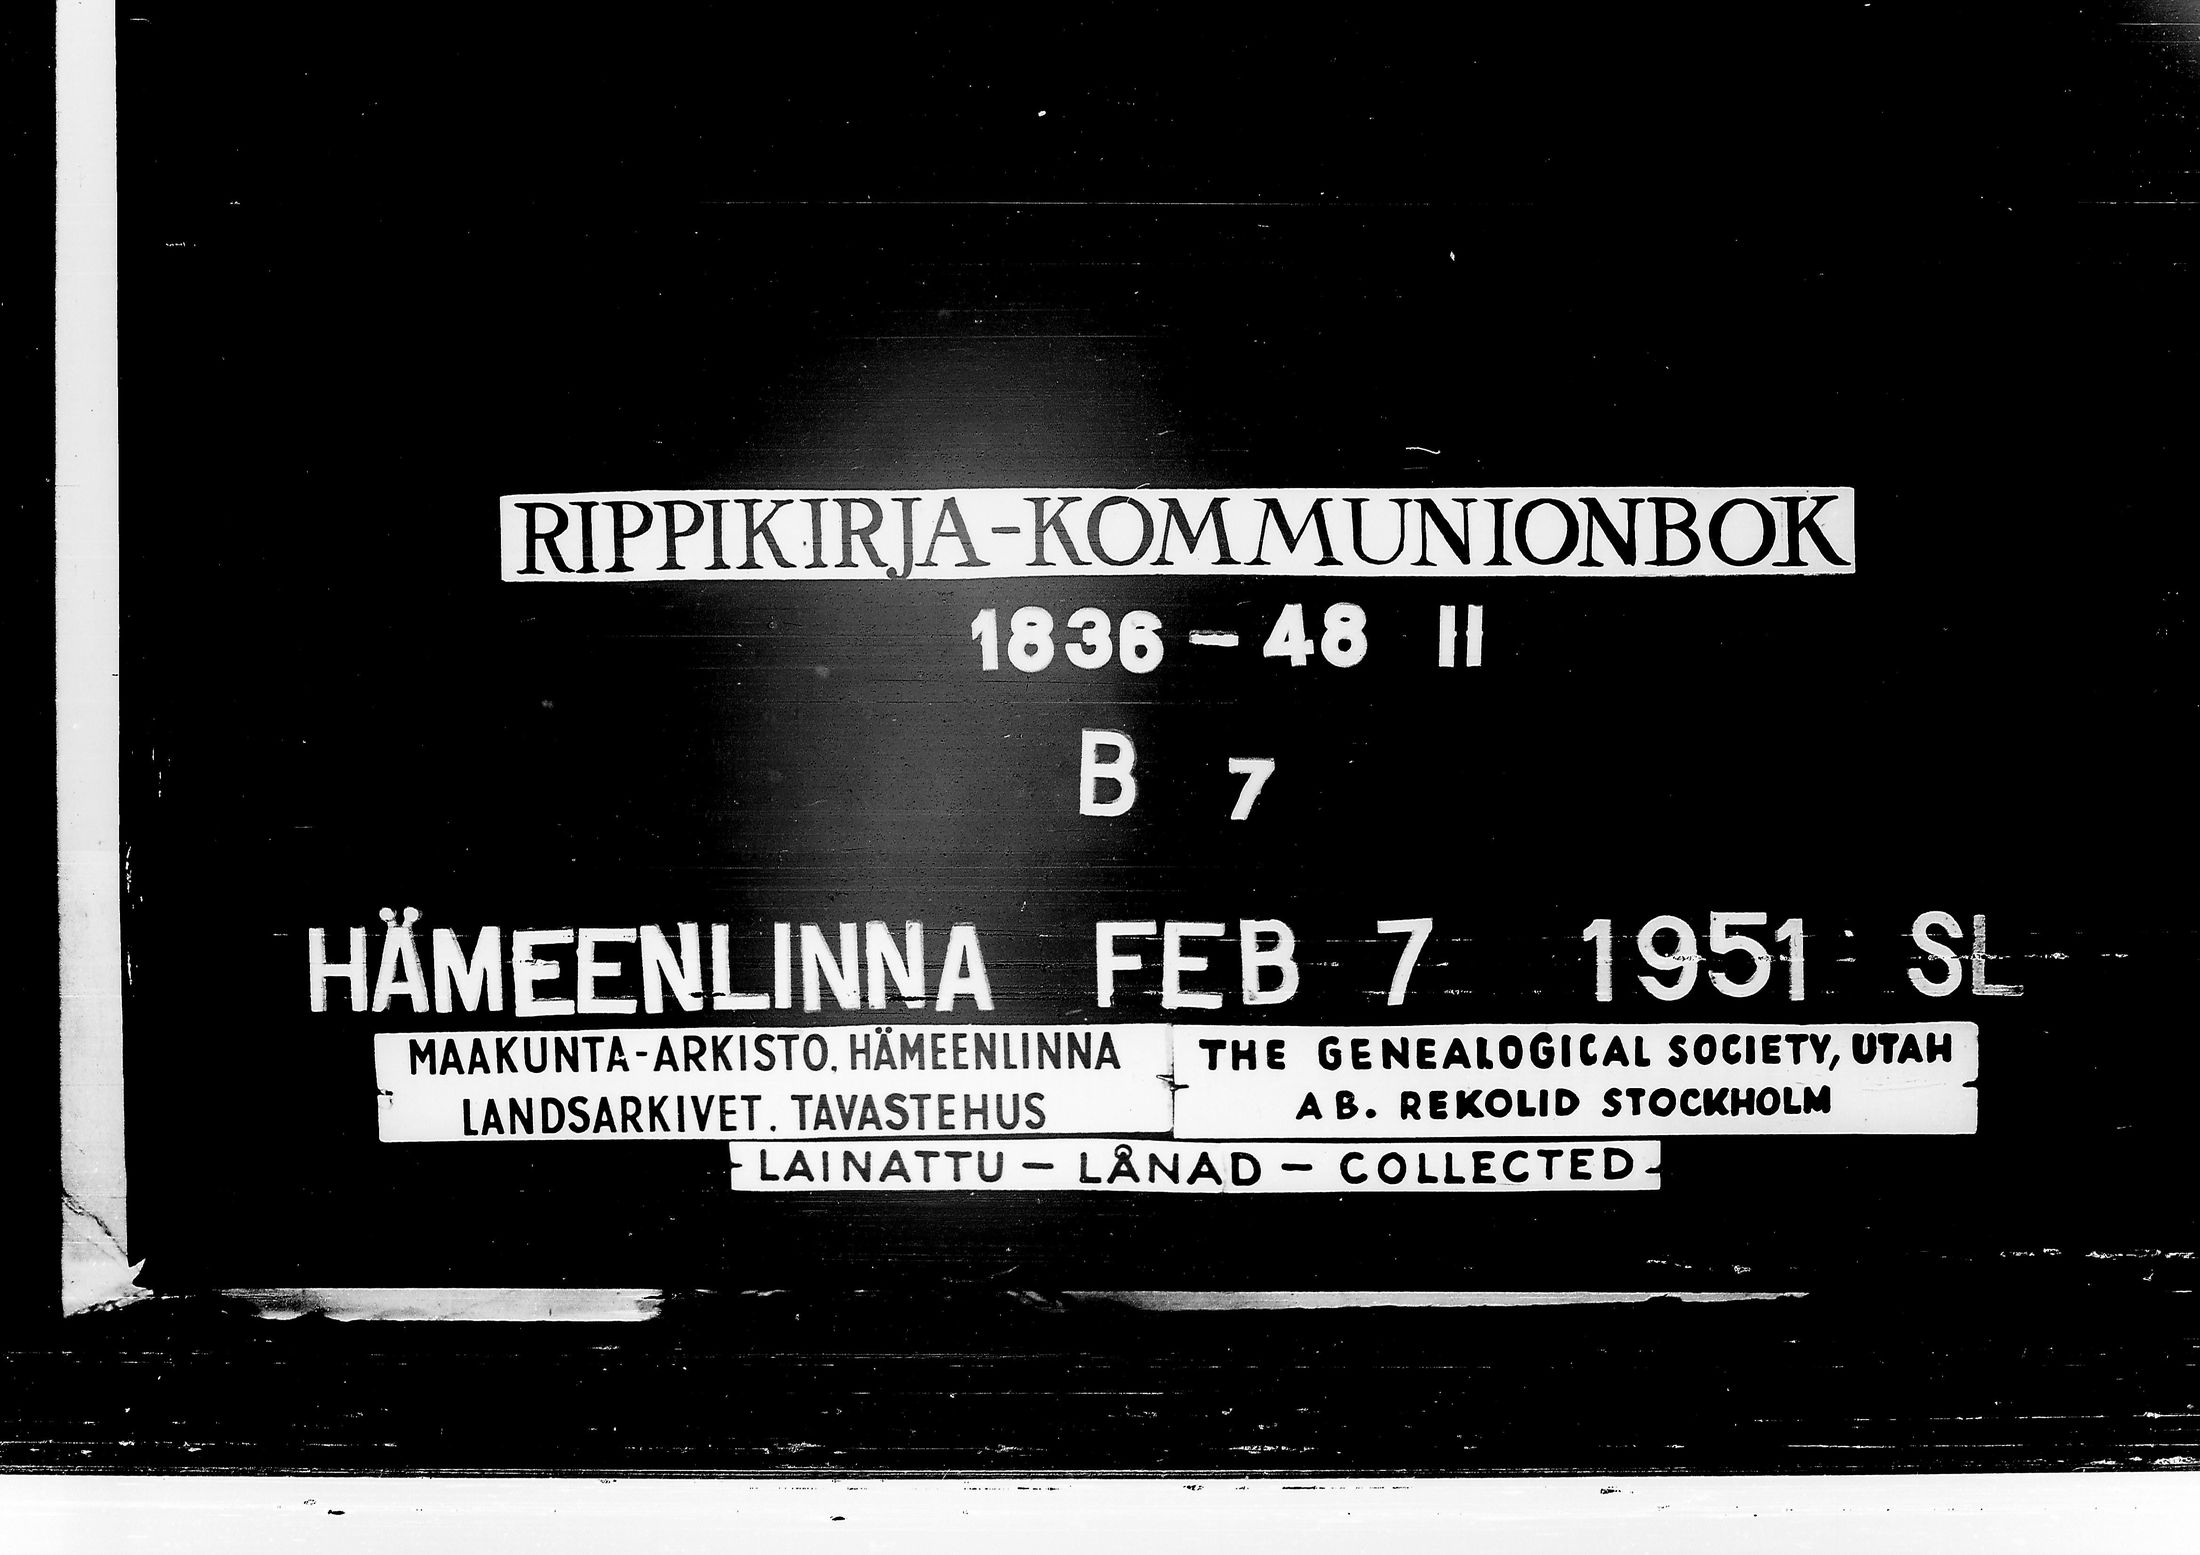 RIPPIKIRJA-KOMMUNIONBOK
1836-48 II
B 7
HÄMEENLINNA FEB 7 1951 SL
MAAKUNTA-ARKISTO, HÄMEENLINNA
LANDSARKIVET. TAVASTEHUS
THE GENEALOGICAL SOCIETY, UTAH
AB. REKOLID STOCKHOLM
LAINATTU - LÅNAD - COLLECTED